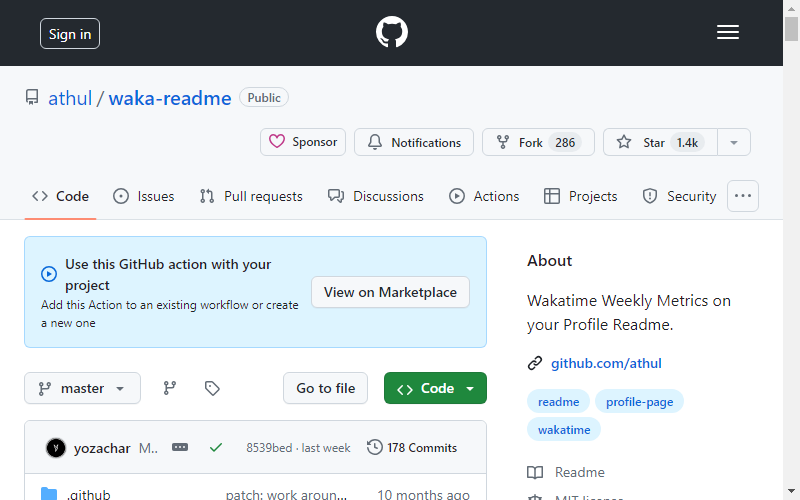 Sign in
athul / waka-readme Public
Sponsor Notifications Fork 286 Star 1.4k
Code Issues Pull requests Discussions Actions Projects Security
Use this GitHub action with your
project
Add this Action to an existing workflow or create
a new one
View on Marketplace
master Go to file Code
yozachar M... 8539bed · last week 178 Commits
.github patch: work aroun... 10 months ago
About
Wakatime Weekly Metrics on
your Profile Readme.
github.com/athul
readme profile-page
wakatime
Readme
MIT license